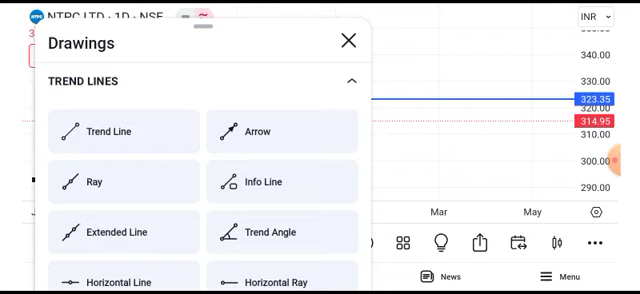 NTPC LTD · 1D · NSE
INR
Drawings
TREND LINES
Trend Line
Arrow
Ray
Info Line
Extended Line
Trend Angle
Horizontal Line
Horizontal Ray
340.00
330.00
323.35
320.00
314.95
310.00
300.00
290.00
Mar
May
News
Menu